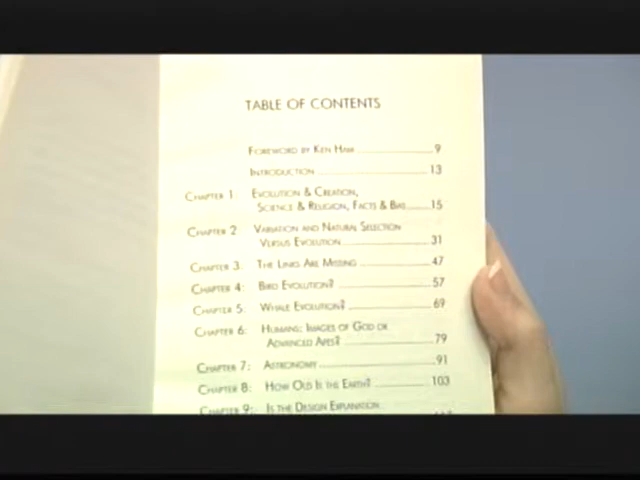 TABLE OF CONTENTS
FOREWORD BY KEN HAM 9
INTRODUCTION 13
CHAPTER 1: EVOLUTION & CREATION,
SCIENCE & RELIGION, FACTS & BIAS 15
CHAPTER 2: VARIATION AND NATURAL SELECTION
VERSUS EVOLUTION 31
CHAPTER 3: THE LINKS ARE MISSING 47
CHAPTER 4: BIRD EVOLUTION? 57
CHAPTER 5: WHALE EVOLUTION? 69
CHAPTER 6: HUMANS: IMAGES OF GOD OR
ADVANCED APES? 79
CHAPTER 7: ASTRONOMY 91
CHAPTER 8: HOW OLD IS THE EARTH? 103
CHAPTER 9: IS THE DESIGN EXPLANATION